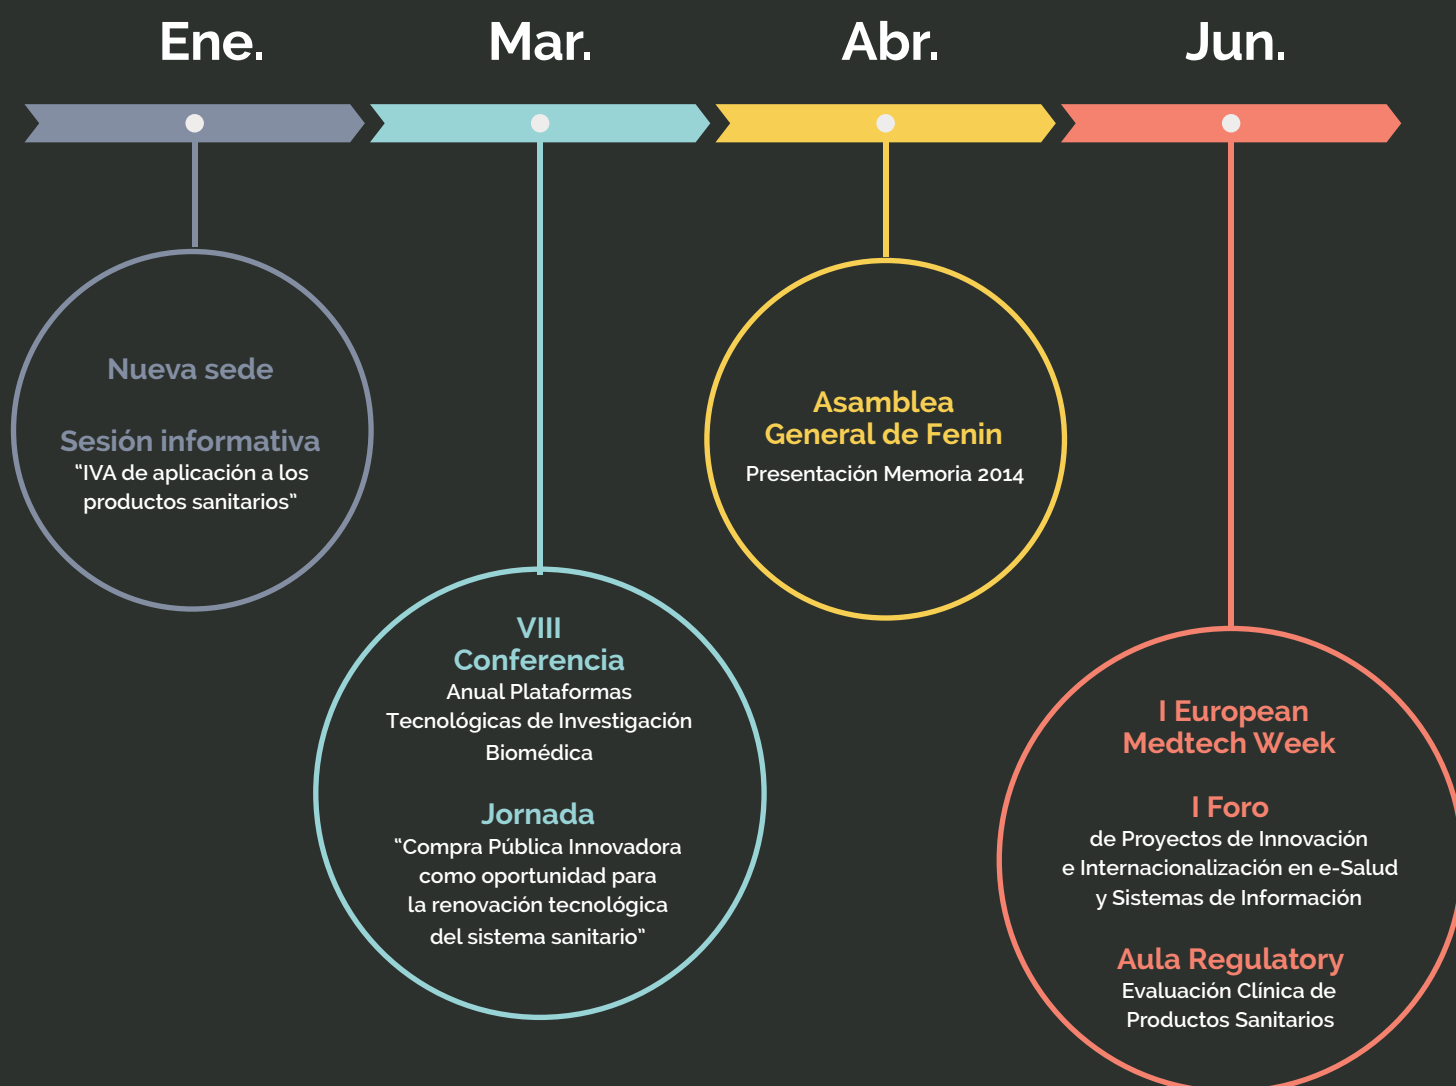 Ene.
Mar.
Abr.
Jun.
Nueva sede
Sesión informativa
“IVA de aplicación a los
productos sanitarios”
VIII
Conferencia
Anual Plataformas
Tecnológicas de Investigación
Biomédica
Jornada
“Compra Pública Innovadora
como oportunidad para
la renovación tecnológica
del sistema sanitario”
Asamblea
General de Fenin
Presentación Memoria 2014
I European
Medtech Week
I Foro
de Proyectos de Innovación
e Internacionalización en e-Salud
y Sistemas de Información
Aula Regulatory
Evaluación Clínica de
Productos Sanitarios